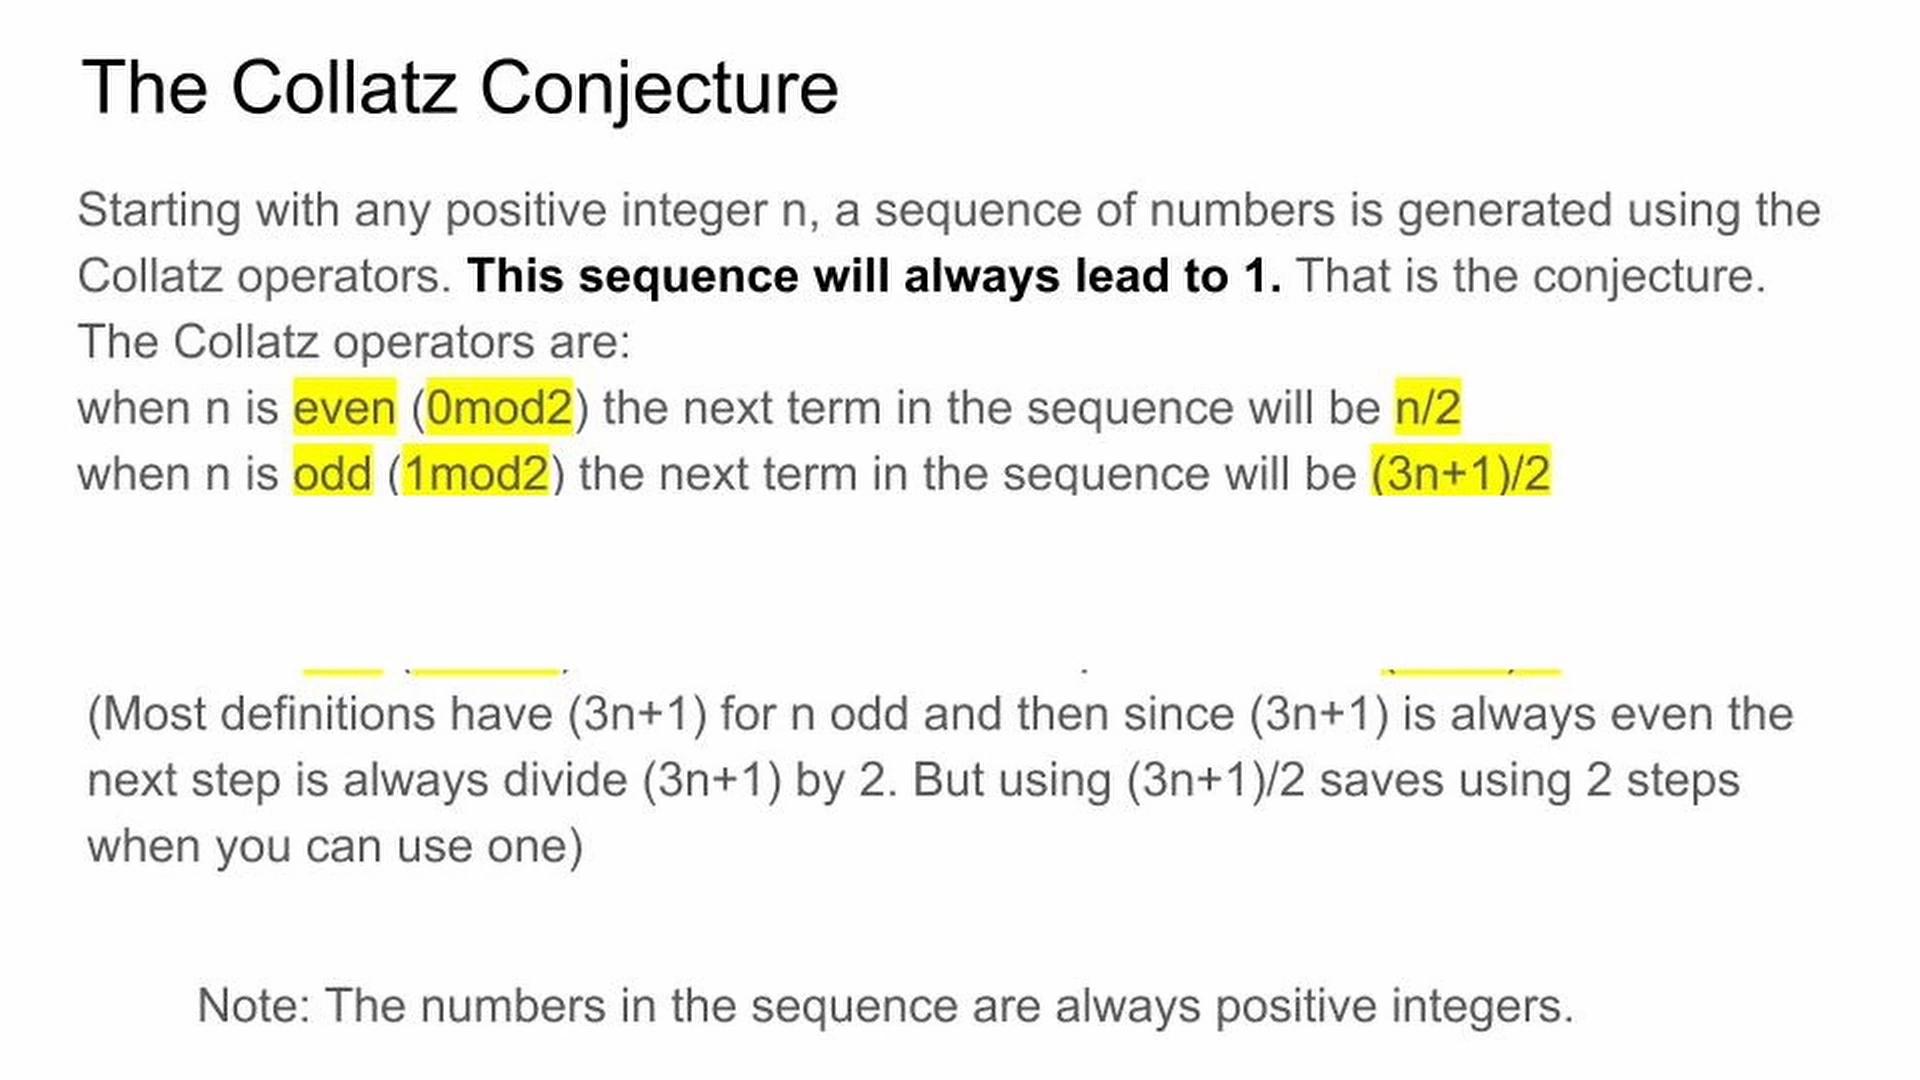 The Collatz Conjecture
Starting with any positive integer n, a sequence of numbers is generated using the
Collatz operators. This sequence will always lead to 1. That is the conjecture.
The Collatz operators are:
when n is even (0mod2) the next term in the sequence will be n/2
when n is odd (1mod2) the next term in the sequence will be (3n+1)/2
(Most definitions have (3n+1) for n odd and then since (3n+1) is always even the
next step is always divide (3n+1) by 2. But using (3n+1)/2 saves using 2 steps
when you can use one)
Note: The numbers in the sequence are always positive integers.